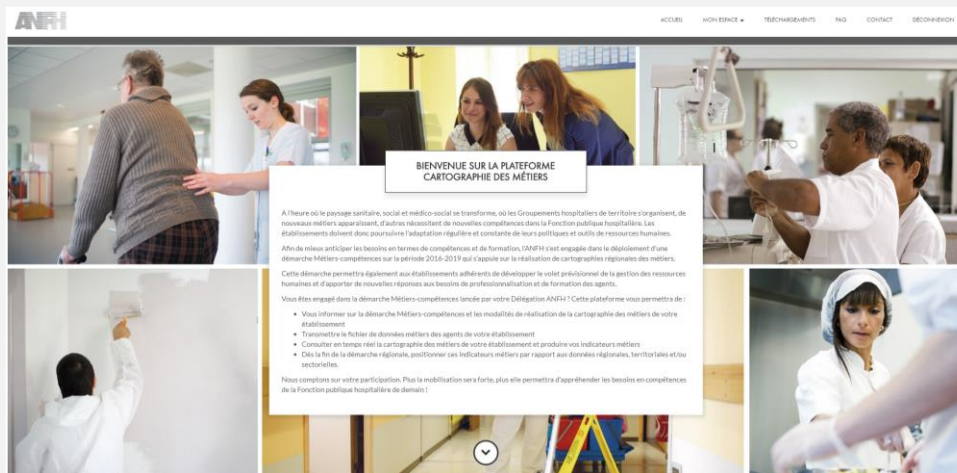 ANFH
ACCUEIL MON ESPACE TÉLÉCHARGEMENTS FAQ CONTACT DÉCONNEXION
BIENVENUE SUR LA PLATEFORME
CARTOGRAPHIE DES MÉTIERS
A l'heure où le paysage sanitaire, social et médico-social se transforme, où les Groupements hospitaliers de territoire s'organisent, de
nouveaux métiers apparaissent, d'autres nécessitent de nouvelles compétences dans la Fonction publique hospitalière. Les
établissements doivent donc poursuivre l'adaptation régulière et constante de leurs politiques et outils de ressources humaines.
Afin de mieux anticiper les besoins en termes de compétences et de formation, l'ANFH s'est engagée dans le déploiement d'une
démarche Métiers-compétences sur la période 2016-2019 qui s'appuie sur la réalisation de cartographies régionales des métiers.
Cette démarche permettra également aux établissements adhérents de développer le volet prévisionnel de la gestion des ressources
humaines et d'apporter de nouvelles réponses aux besoins de professionnalisation et de formation des agents.
Vous êtes engagé dans la démarche Métiers-compétences lancée par votre Délégation ANFH ? Cette plateforme vous permettra de :
• Vous informer sur la démarche Métiers-compétences et les modalités de réalisation de la cartographie des métiers de votre
établissement
• Transmettre le fichier de données métiers des agents de votre établissement
• Consulter en temps réel la cartographie des métiers de votre établissement et produire vos indicateurs métiers
• Dès la fin de la démarche régionale, positionner ces indicateurs métiers par rapport aux données régionales, territoriales et/ou
sectorielles.
Nous comptons sur votre participation. Plus la mobilisation sera forte, plus elle permettra d'appréhender les besoins en compétences
de la Fonction publique hospitalière de demain !